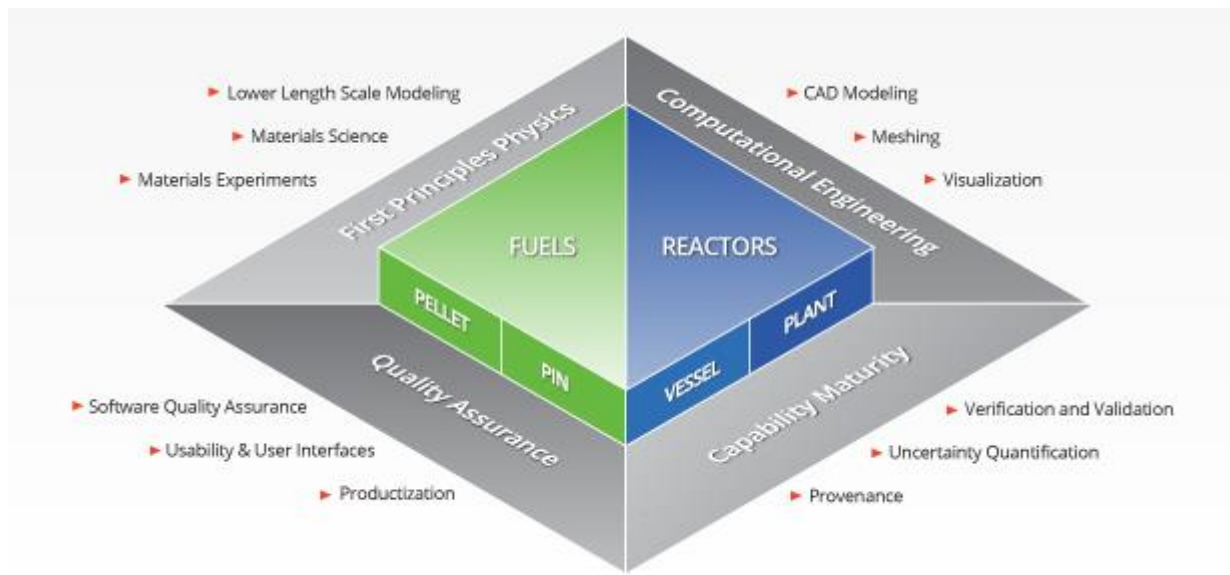 Lower Length Scale Modeling
Materials Science
Materials Experiments
First Principles Physics
Computational Engineering
CAD Modeling
Meshing
Visualization
FUELS
REACTORS
PELLET
PIN
VESSEL
PLANT
Quality Assurance
Capability Maturity
Software Quality Assurance
Usability & User Interfaces
Productization
Verification and Validation
Uncertainty Quantification
Provenance